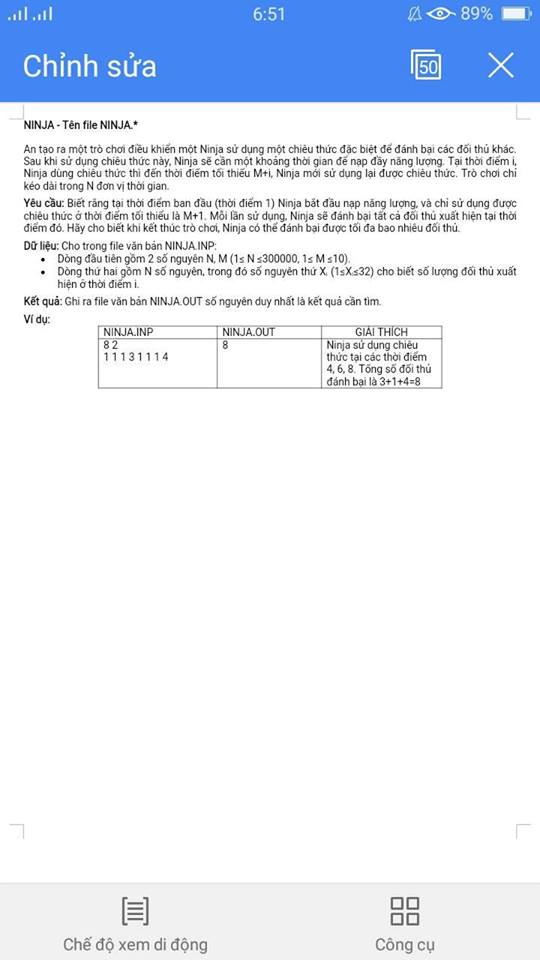 6:51
89%
Chỉnh sửa
50
NINJA - Tên file NINJA.*
An tạo ra một trò chơi điều khiển một Ninja sử dụng một chiêu thức đặc biệt để đánh bại các đối thủ khác.
Sau khi sử dụng chiêu thức này, Ninja sẽ cần một khoảng thời gian để nạp đầy năng lượng. Tại thời điểm i,
Ninja dùng chiêu thức thì đến thời điểm tối thiểu M+i, Ninja mới sử dụng lại được chiêu thức. Trò chơi chỉ
kéo dài trong N đơn vị thời gian.
Yêu cầu: Biết rằng tại thời điểm ban đầu (thời điểm 1) Ninja bắt đầu nạp năng lượng, và chỉ sử dụng được
chiêu thức ở thời điểm tối thiểu là M+1. Mỗi lần sử dụng, Ninja sẽ đánh bại tất cả đối thủ xuất hiện tại thời
điểm đó. Hãy cho biết khi kết thúc trò chơi, Ninja có thể đánh bại được tối đa bao nhiêu đối thủ.
Dữ liệu: Cho trong file văn bản NINJA.INP:
• Dòng đầu tiên gồm 2 số nguyên N, M (1≤ N ≤300000, 1≤ M ≤10).
• Dòng thứ hai gồm N số nguyên, trong đó số nguyên thứ Xᵢ (1≤Xᵢ≤32) cho biết số lượng đối thủ xuất
hiện ở thời điểm i.
Kết quả: Ghi ra file văn bản NINJA.OUT số nguyên duy nhất là kết quả cần tìm.
Ví dụ:
NINJA.INP NINJA.OUT GIẢI THÍCH
8 2 8 Ninja sử dụng chiêu
1 1 1 3 1 1 1 4 thức tại các thời điểm
4, 6, 8. Tổng số đối thủ
đánh bại là 3+1+4=8
Chế độ xem di động Công cụ